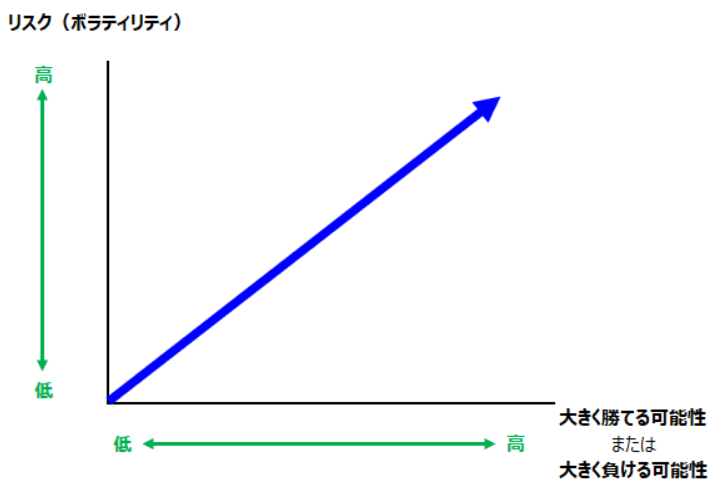 リスク（ボラティリティ）
高
低
低
高
大きく勝てる可能性
または
大きく負ける可能性